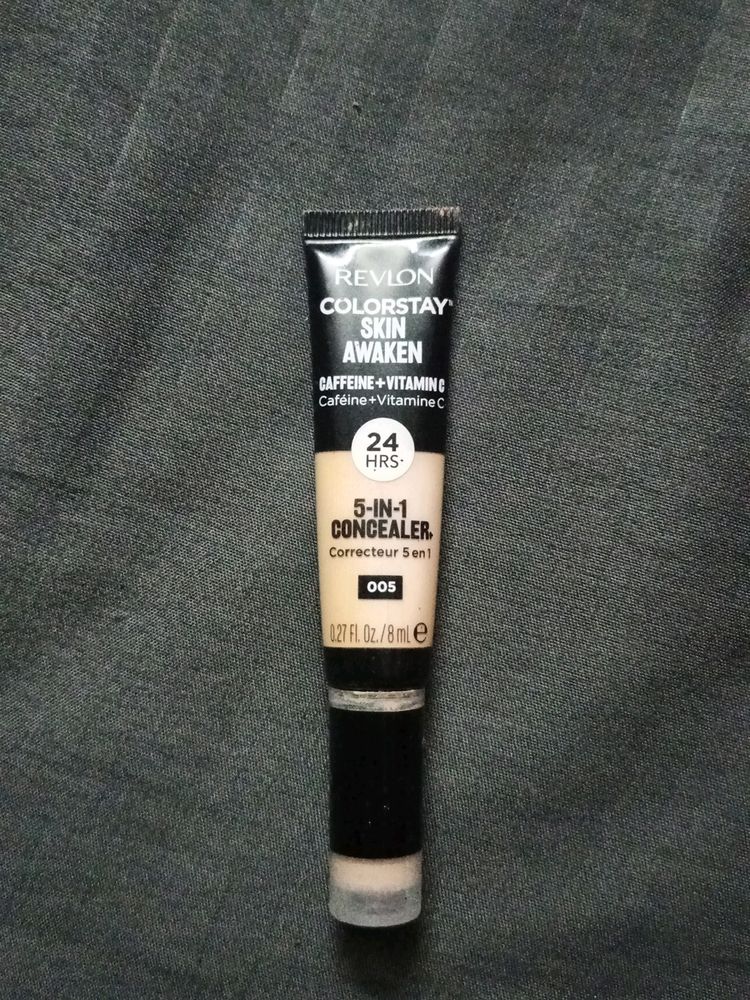 REVLON
COLORSTAY™
SKIN
AWAKEN
CAFFEINE+VITAMIN C
Caféine+Vitamine C
24
HRS•
5-IN-1
CONCEALER+
Correcteur 5 en 1
005
0.27 Fl. Oz./8 mL ℮